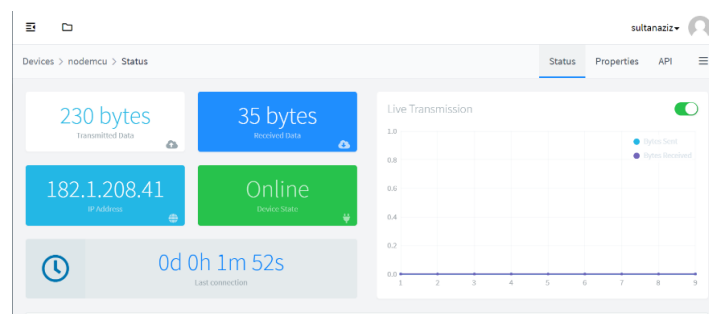 sultanaziz
Devices > nodemcu > Status
Status Properties API
230 bytes
Transmitted Data
35 bytes
Received Data
182.1.208.41
IP Address
Online
Device State
0d 0h 1m 52s
Last connection
Live Transmission
1,0
0,8
0,6
0,4
0,2
0,0
Bytes Sent
Bytes Received
1 2 3 4 5 6 7 8 9